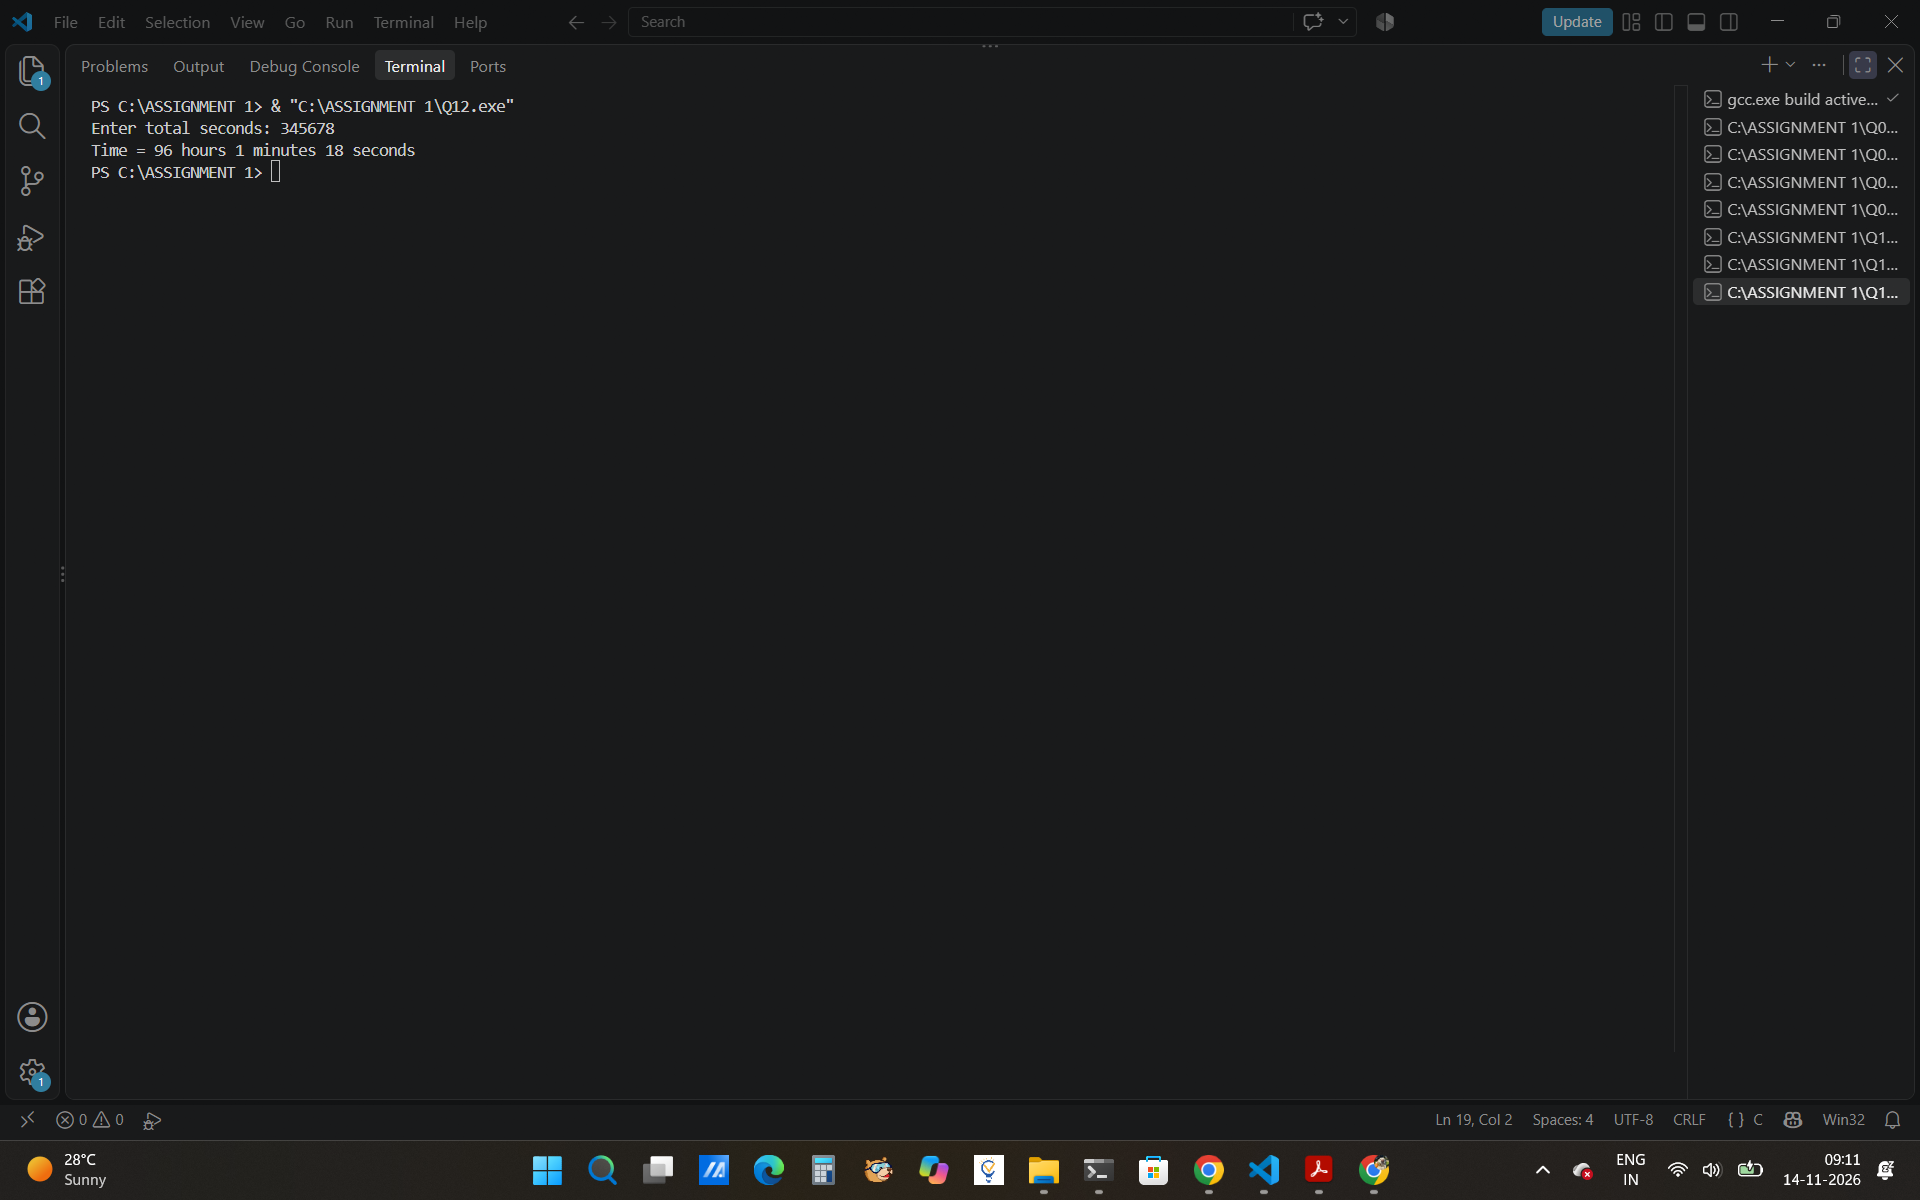 File Edit Selection View Go Run Terminal Help
Search
Update
Problems Output Debug Console Terminal Ports
PS C:\ASSIGNMENT 1> & "C:\ASSIGNMENT 1\Q12.exe"
Enter total seconds: 345678
Time = 96 hours 1 minutes 18 seconds
PS C:\ASSIGNMENT 1>
gcc.exe build active...
C:\ASSIGNMENT 1\Q0...
C:\ASSIGNMENT 1\Q0...
C:\ASSIGNMENT 1\Q0...
C:\ASSIGNMENT 1\Q0...
C:\ASSIGNMENT 1\Q1...
C:\ASSIGNMENT 1\Q1...
C:\ASSIGNMENT 1\Q1...
1
1
0 0
Ln 19, Col 2 Spaces: 4 UTF-8 CRLF { } C Win32
28°C
Sunny
ENG
IN
09:11
14-11-2026